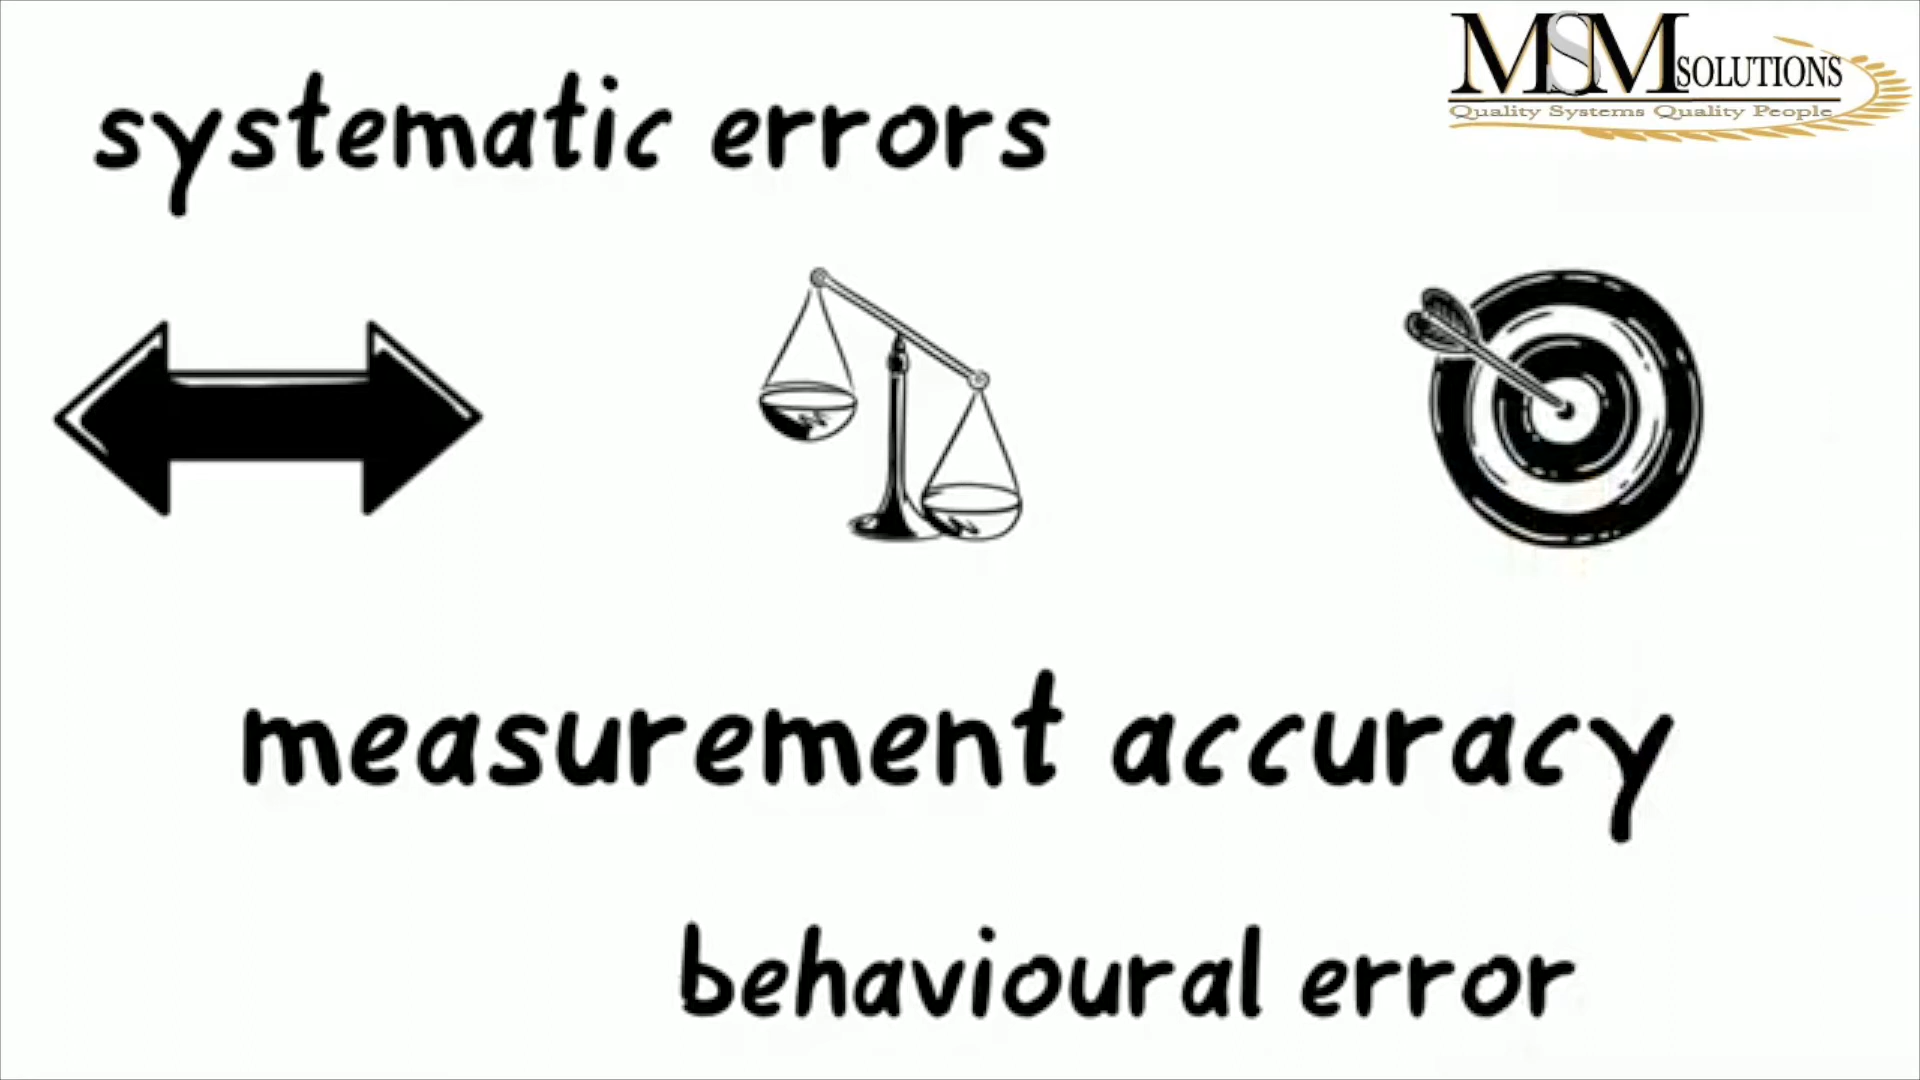 MSM SOLUTIONS
Quality Systems Quality People
systematic errors
measurement accuracy
behavioural error